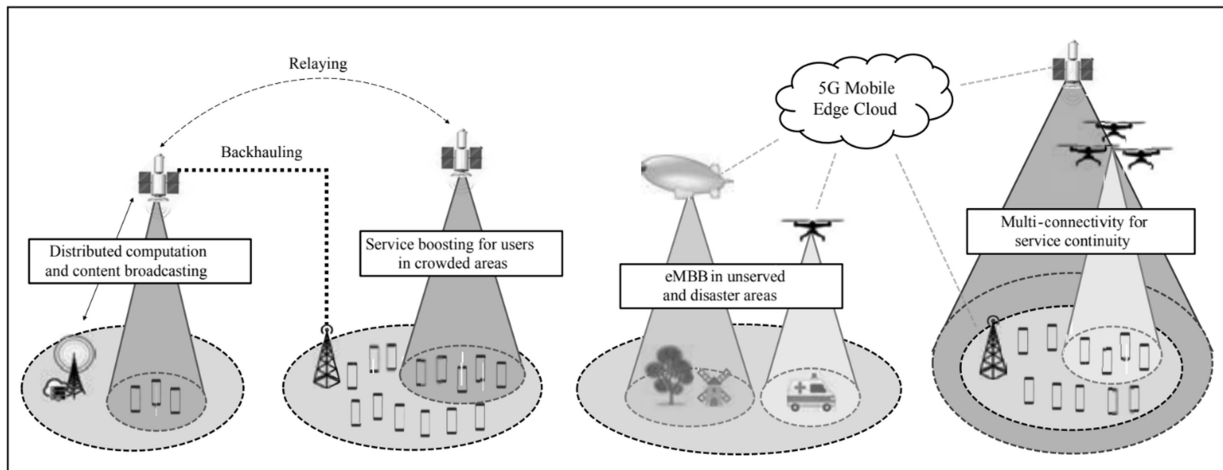 Relaying
Backhauling
Distributed computation
and content broadcasting
Service boosting for users
in crowded areas
5G Mobile
Edge Cloud
eMBB in unserved
and disaster areas
Multi-connectivity for
service continuity